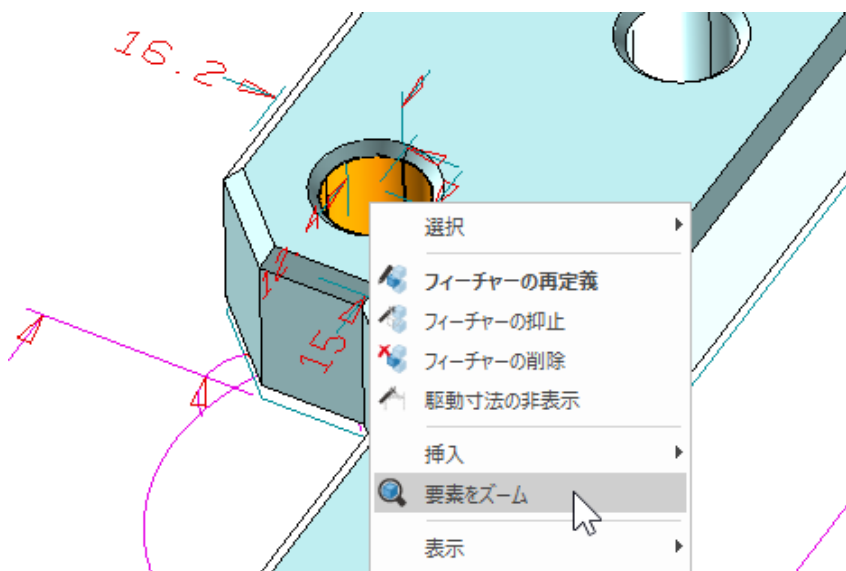 16.2
選択
フィーチャーの再定義
フィーチャーの抑止
フィーチャーの削除
駆動寸法の非表示
15
挿入
要素をズーム
表示